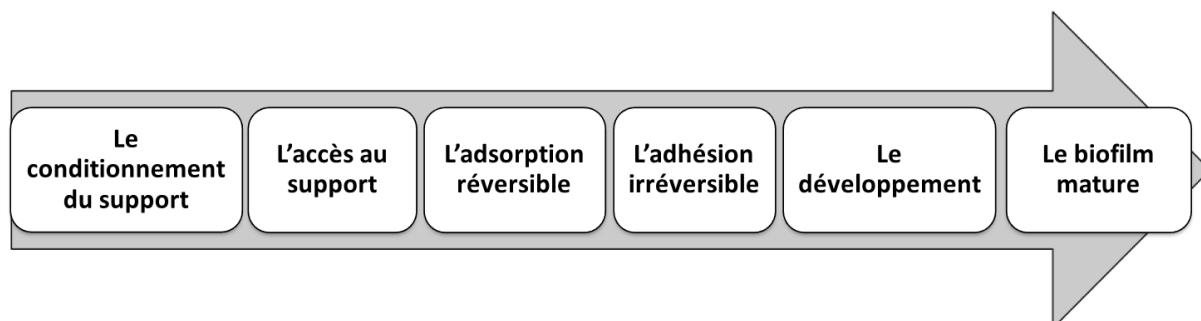 Le
conditionnement
du support
L'accès au
support
L'adsorption
réversible
L'adhésion
irréversible
Le
développement
Le biofilm
mature